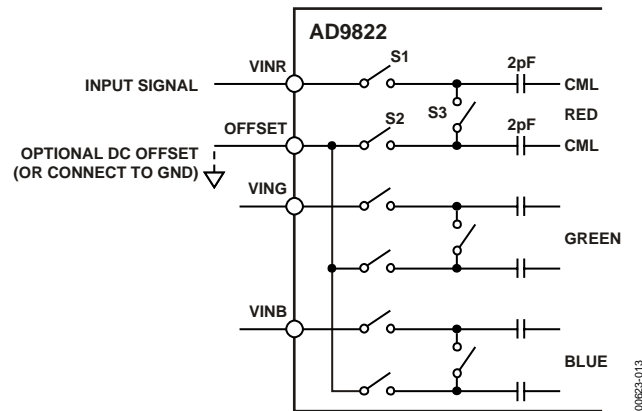 AD9822
VINR
S1
2pF
INPUT SIGNAL
CML
OFFSET
S2
S3
2pF
RED
CML
OPTIONAL DC OFFSET
(OR CONNECT TO GND)
VING
GREEN
VINB
BLUE
00623-013